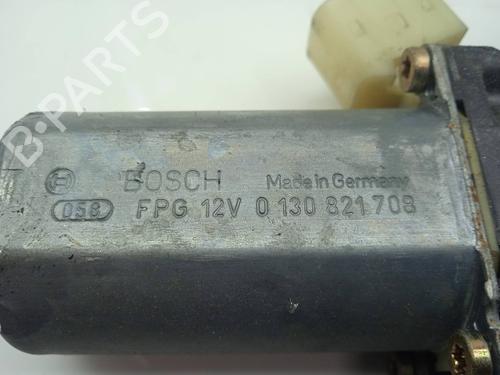 B-PARTS
BOSCH Made in Germany
058 FPG 12V 0 130 821 708